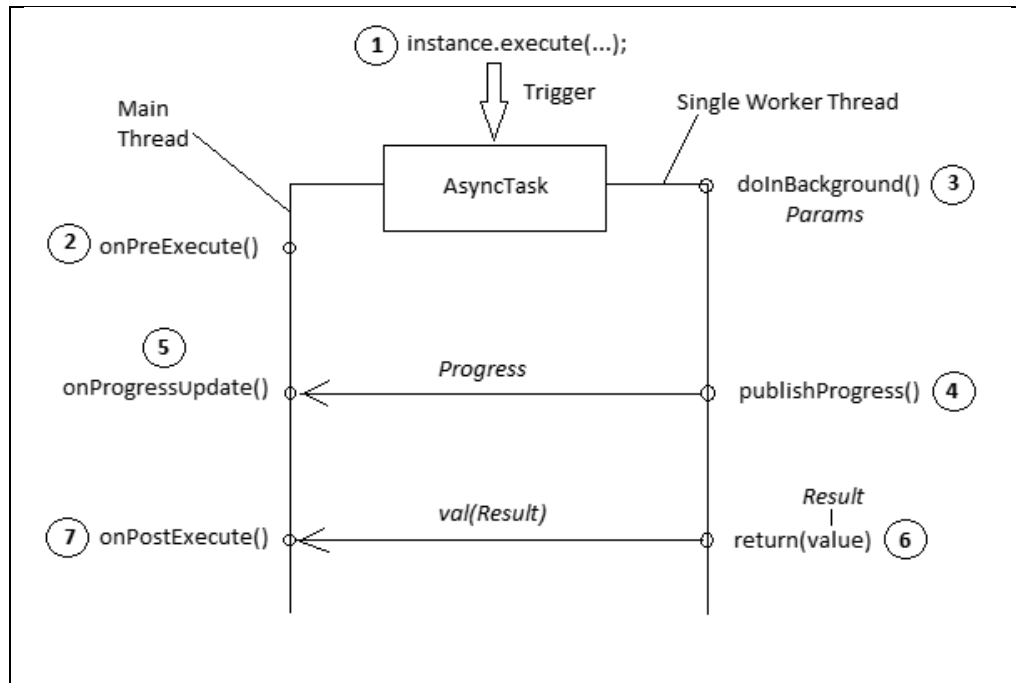 1 instance.execute(...);
Trigger
Main
Thread
Single Worker Thread
AsyncTask
doInBackground() 3
Params
2 onPreExecute()
5
onProgressUpdate()
Progress
publishProgress() 4
Result
val(Result)
7 onPostExecute()
return(value) 6